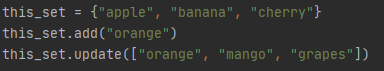 this_set = {"apple", "banana", "cherry"}
this_set.add("orange")
this_set.update(["orange", "mango", "grapes"])